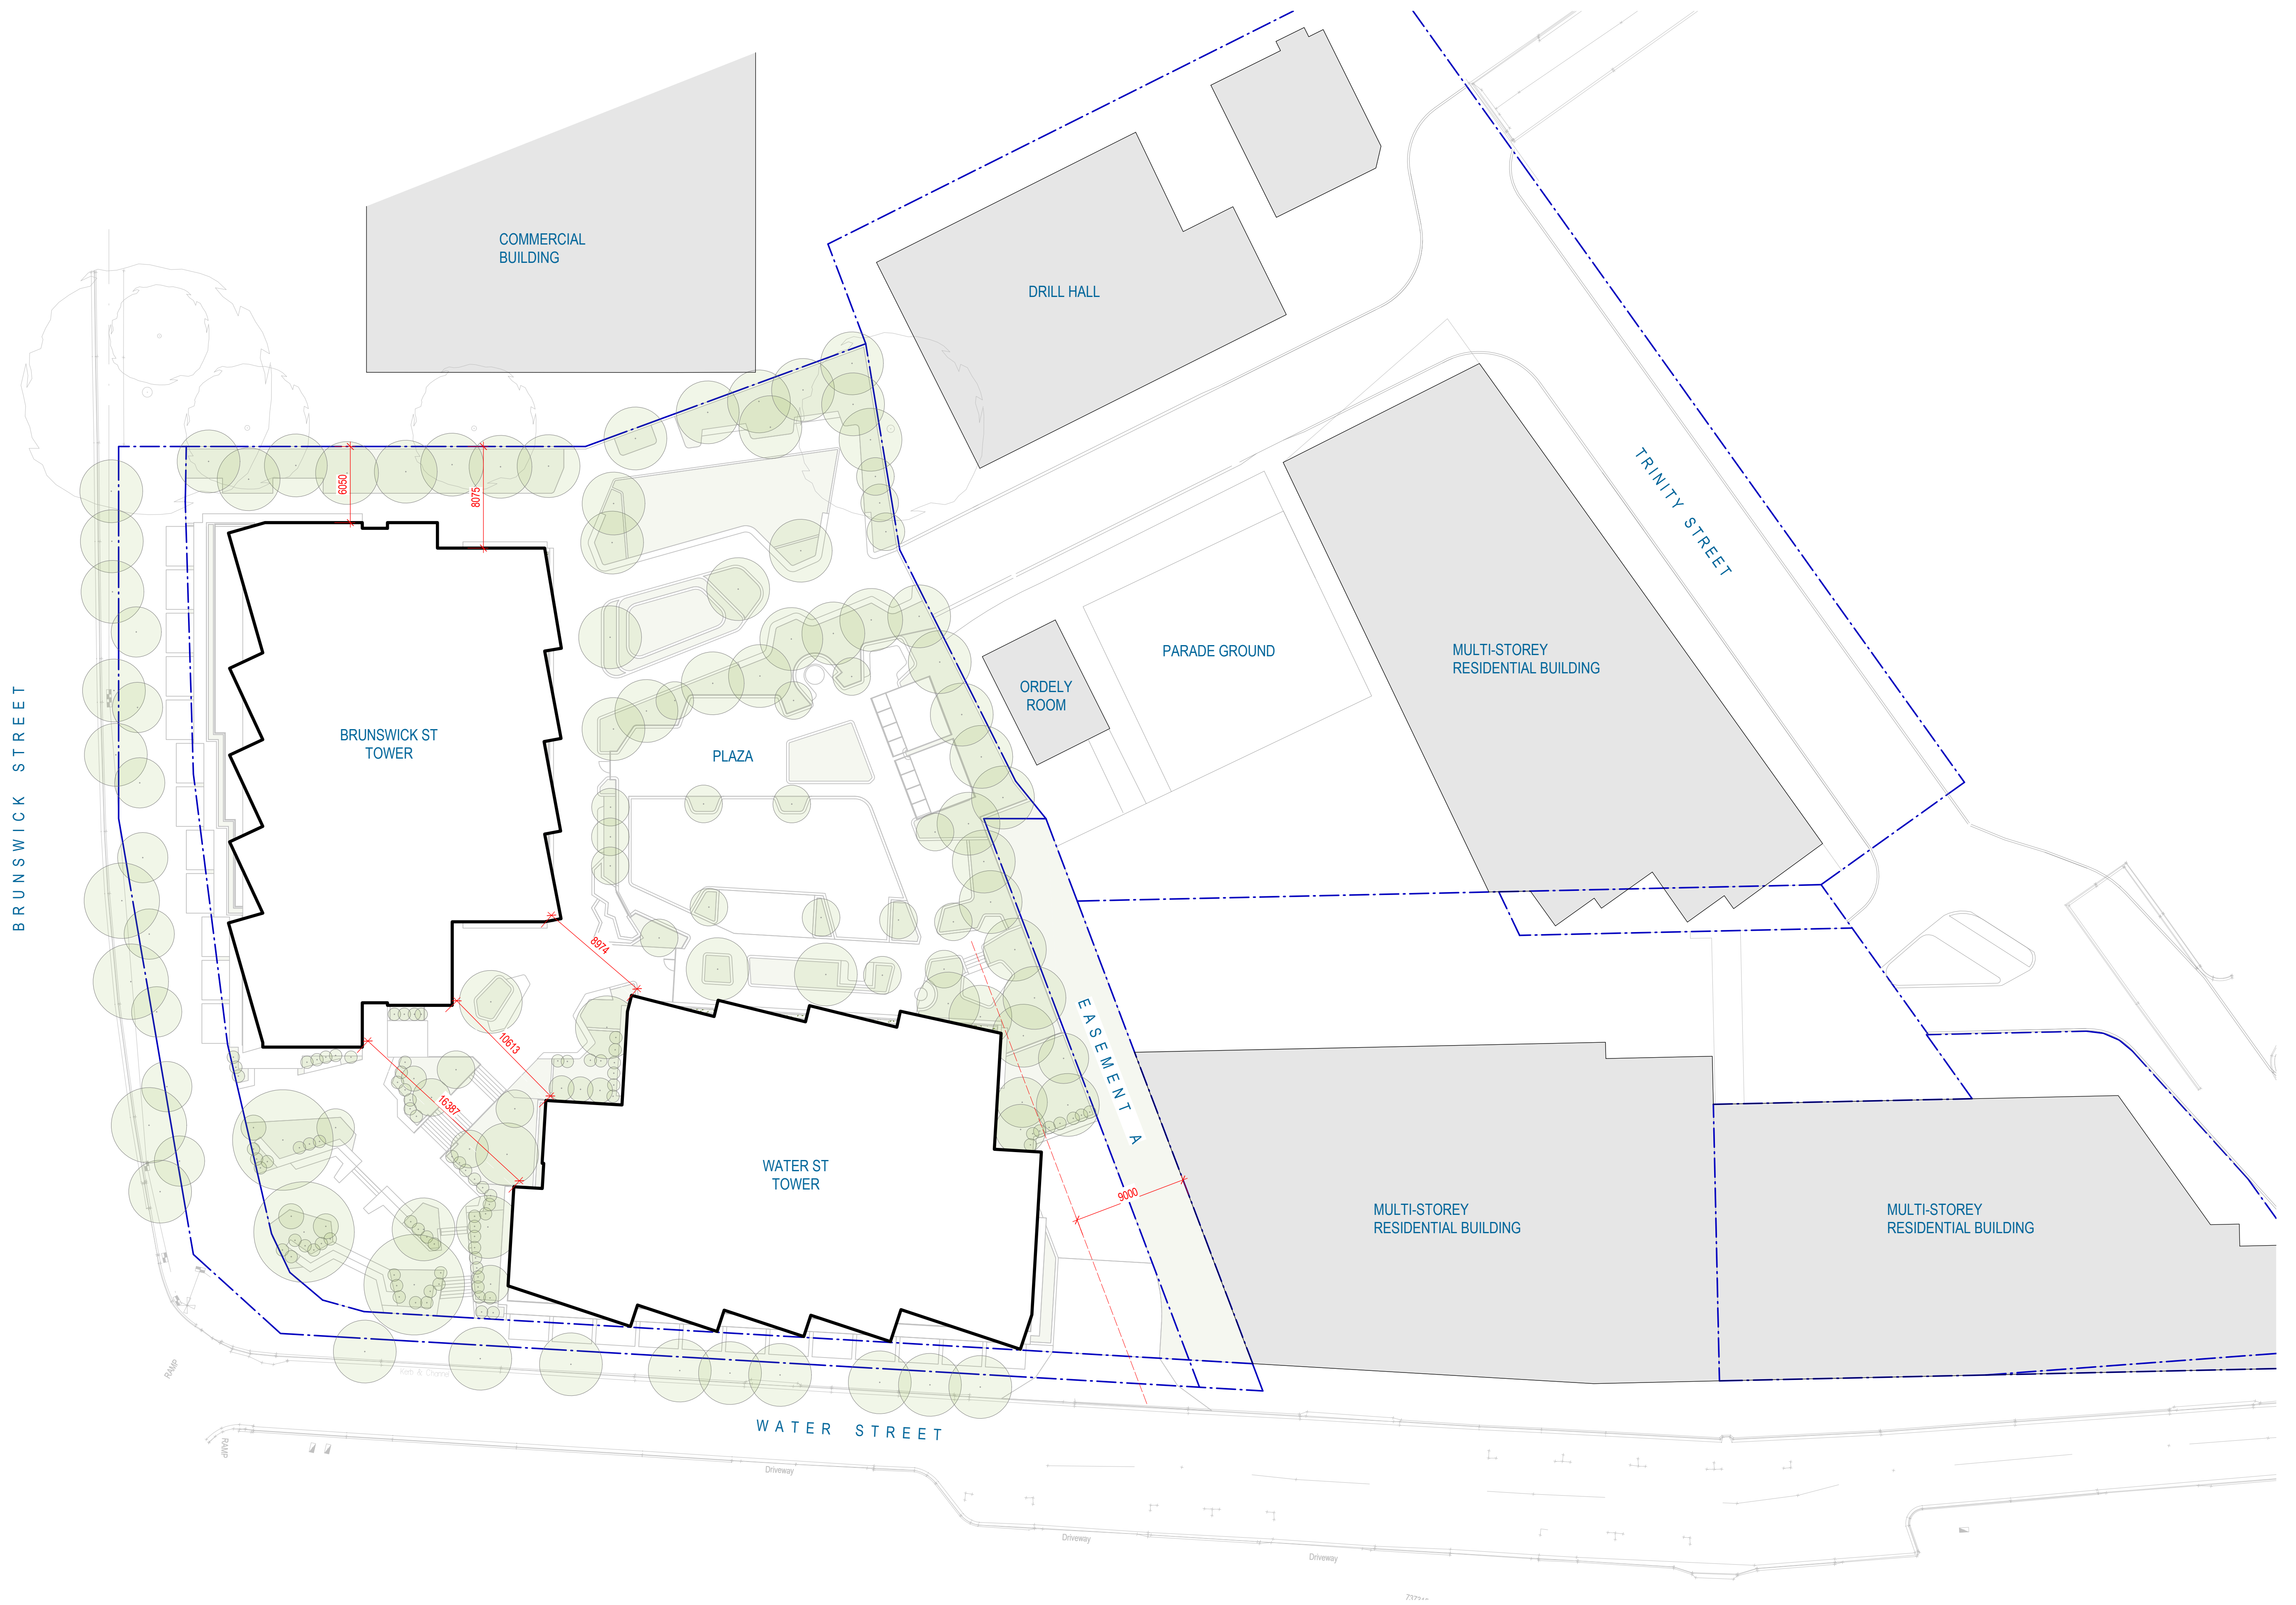 COMMERCIAL
BUILDING
DRILL HALL
TRINITY STREET
6050
8075
MULTI-STOREY
RESIDENTIAL BUILDING
PARADE GROUND
ORDELY
ROOM
BRUNSWICK STREET
BRUNSWICK ST
TOWER
PLAZA
8974
10613
16387
EASEMENT A
WATER ST
TOWER
9000
MULTI-STOREY
RESIDENTIAL BUILDING
MULTI-STOREY
RESIDENTIAL BUILDING
RAMP
WATER STREET
RAMP
Driveway
Driveway
Driveway